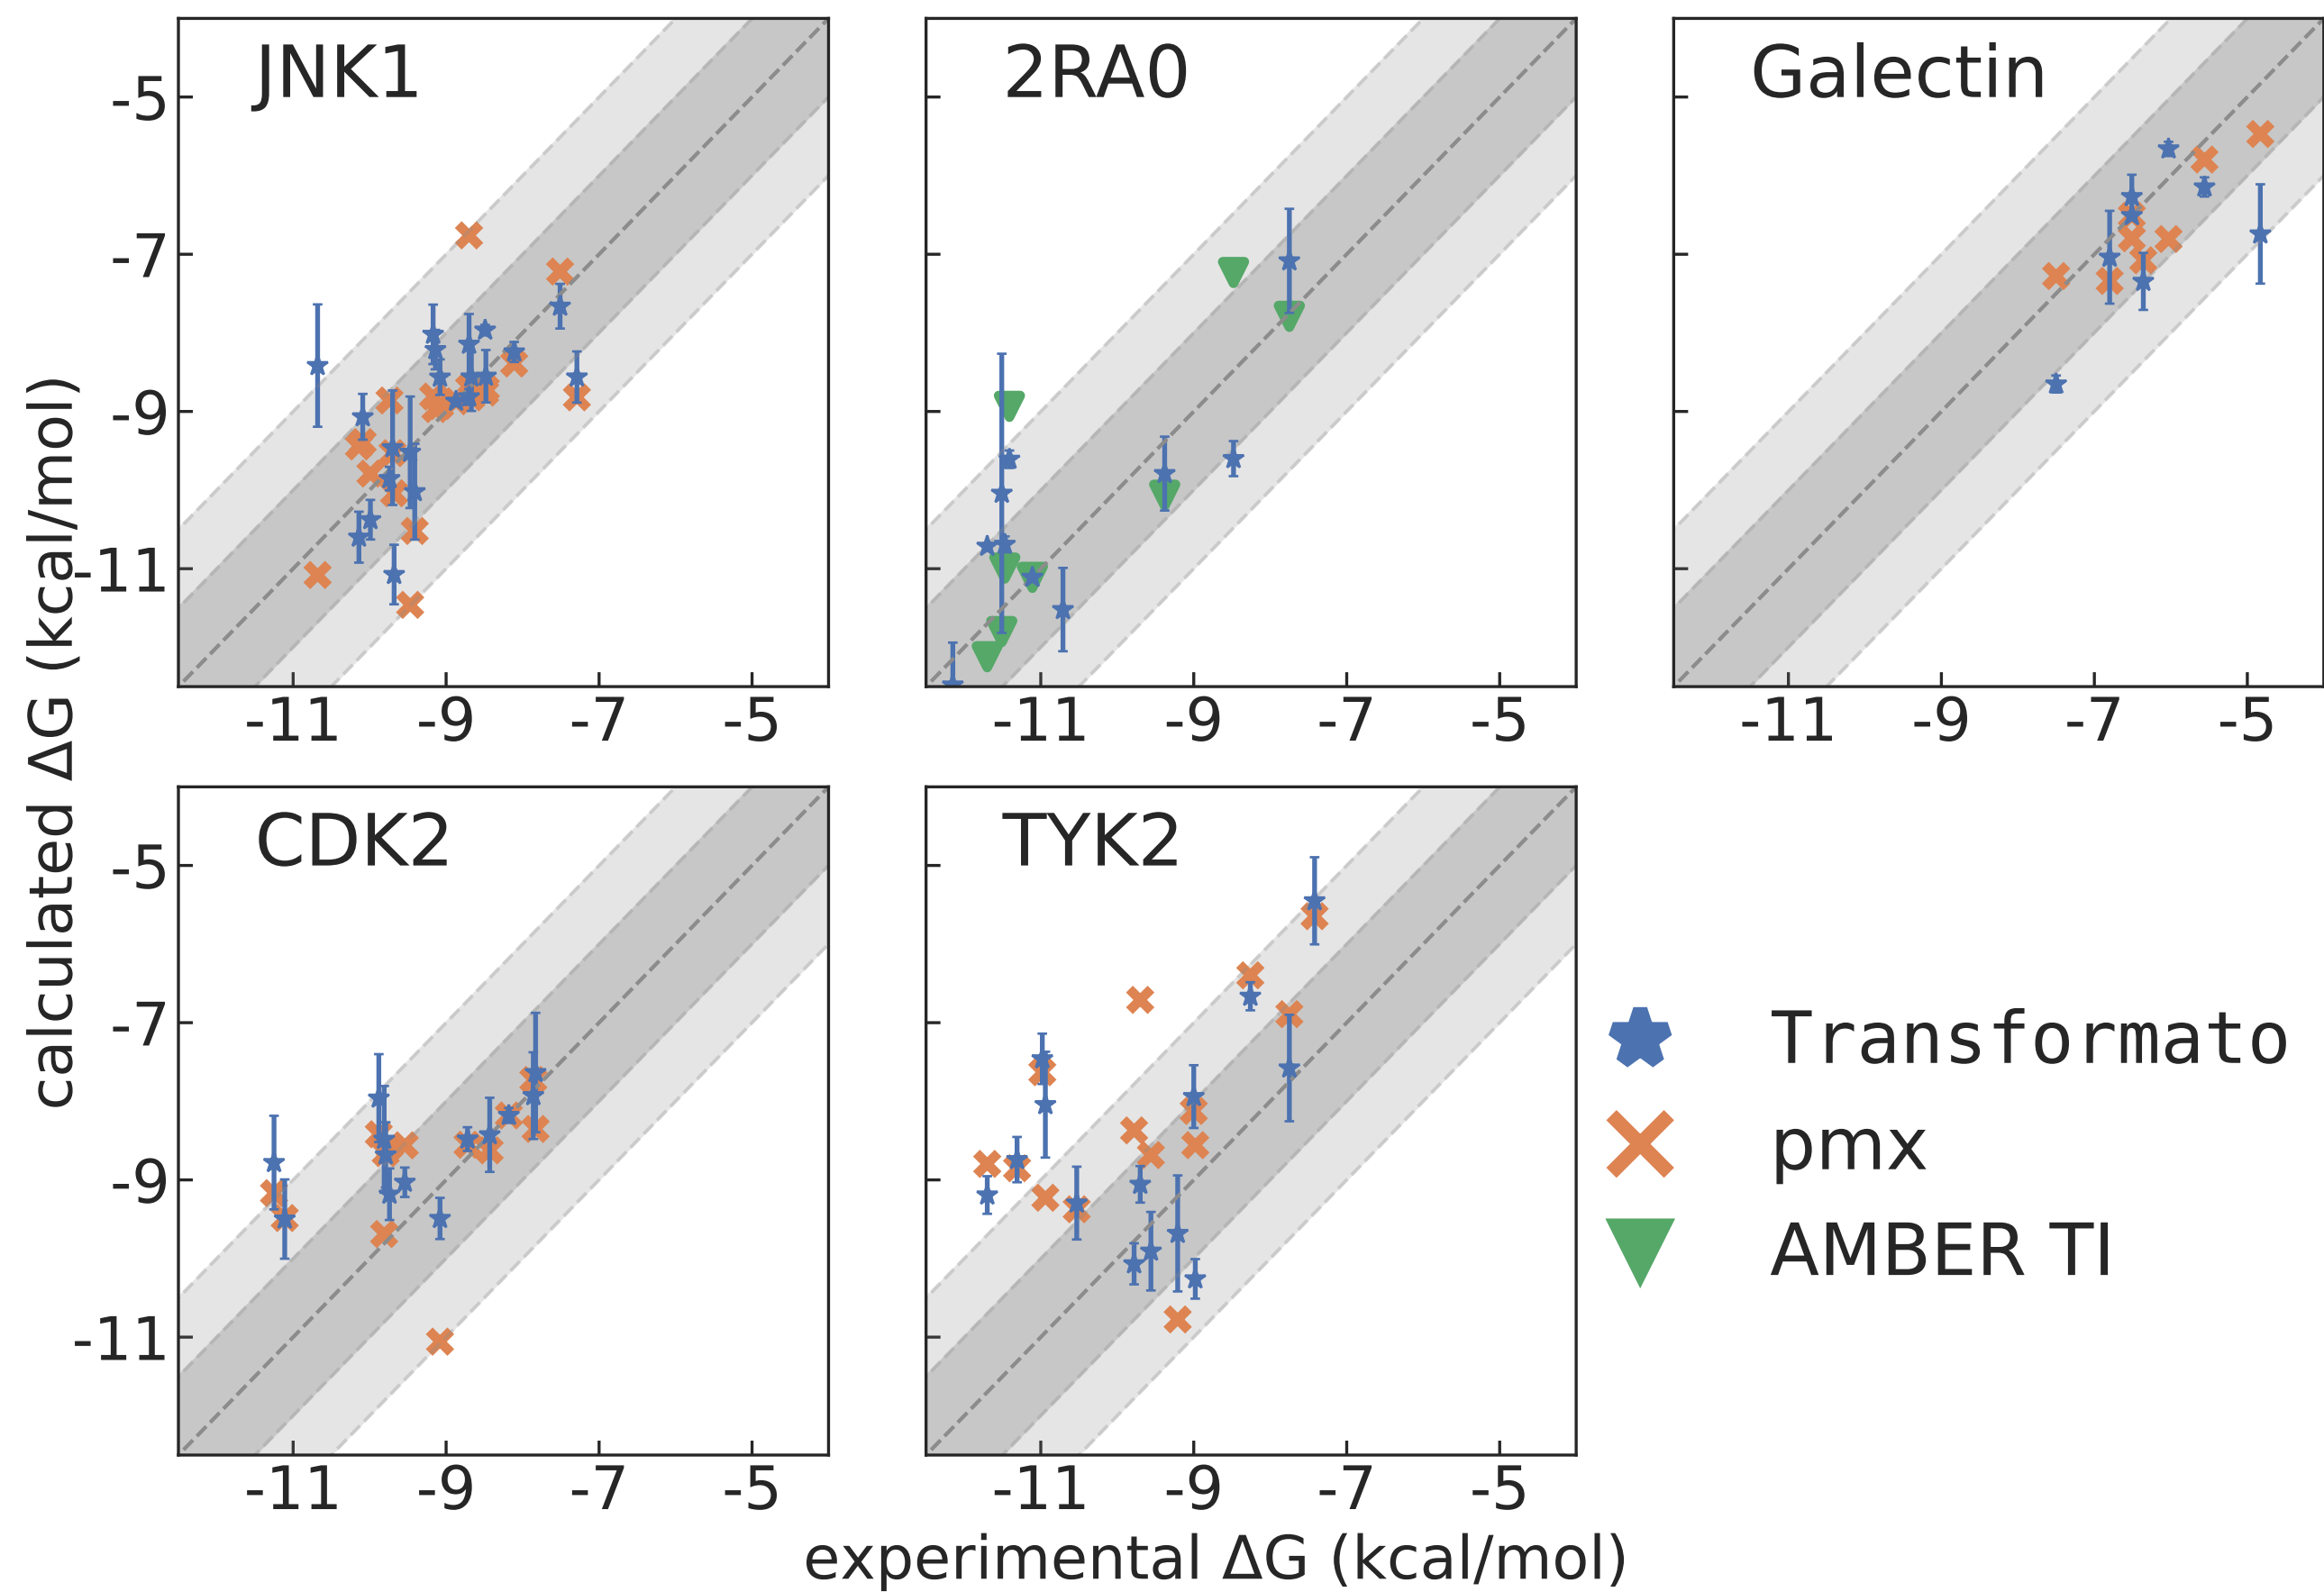 calculated ΔG (kcal/mol)
JNK1
-5
-7
-9
-11
-11 -9 -7 -5
2RA0
-11 -9 -7 -5
Galectin
-11 -9 -7 -5
CDK2
-5
-7
-9
-11
-11 -9 -7 -5
TYK2
-11 -9 -7 -5
Transformato
pmx
AMBER TI
experimental ΔG (kcal/mol)